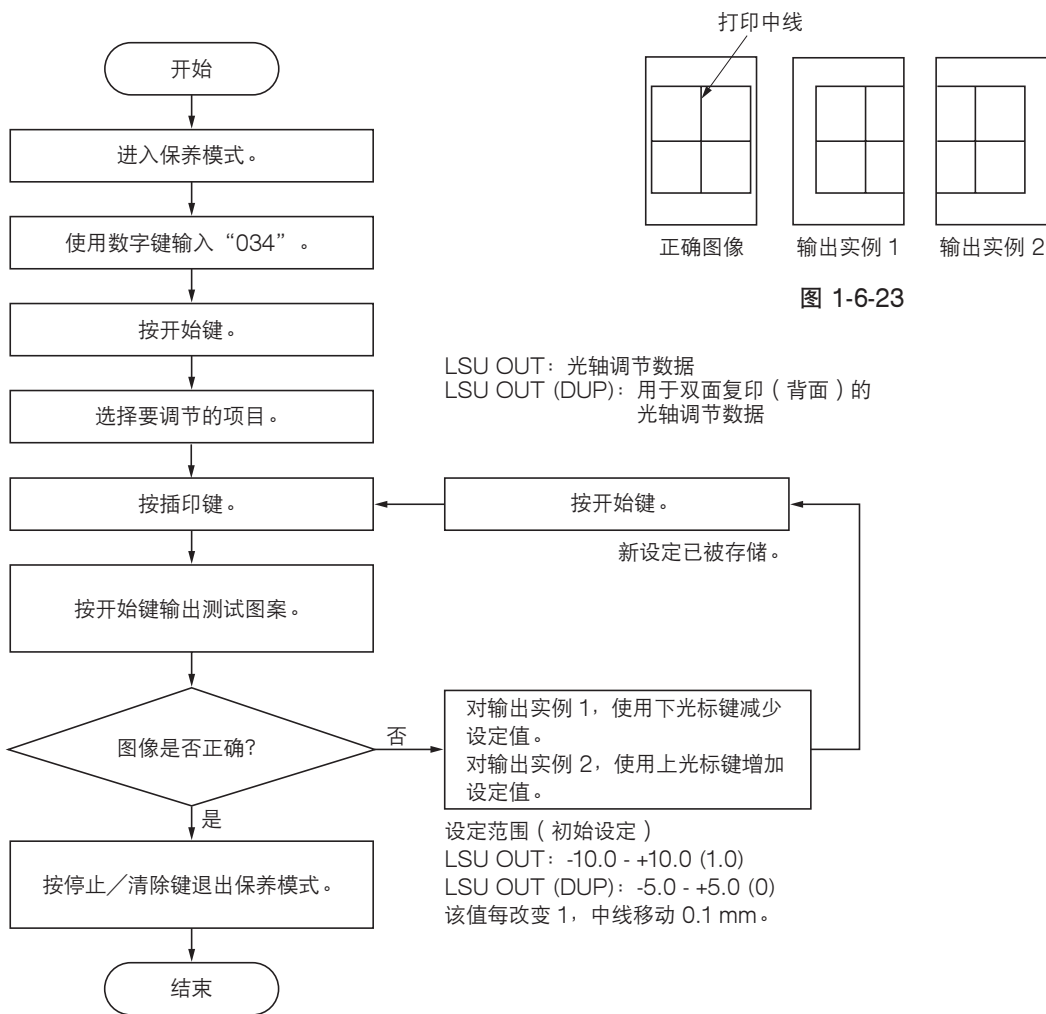 打印中线
正确图像
输出实例 1
输出实例 2
图 1-6-23
开始
进入保养模式。
使用数字键输入“034”。
按开始键。
选择要调节的项目。
LSU OUT：光轴调节数据
LSU OUT (DUP)：用于双面复印（背面）的
光轴调节数据
按插印键。
按开始键。
新设定已被存储。
按开始键输出测试图案。
图像是否正确?
否
对输出实例 1，使用下光标键减少
设定值。
对输出实例 2，使用上光标键增加
设定值。
是
设定范围（初始设定）
LSU OUT：-10.0 - +10.0 (1.0)
LSU OUT (DUP)：-5.0 - +5.0 (0)
该值每改变 1，中线移动 0.1 mm。
按停止／清除键退出保养模式。
结束